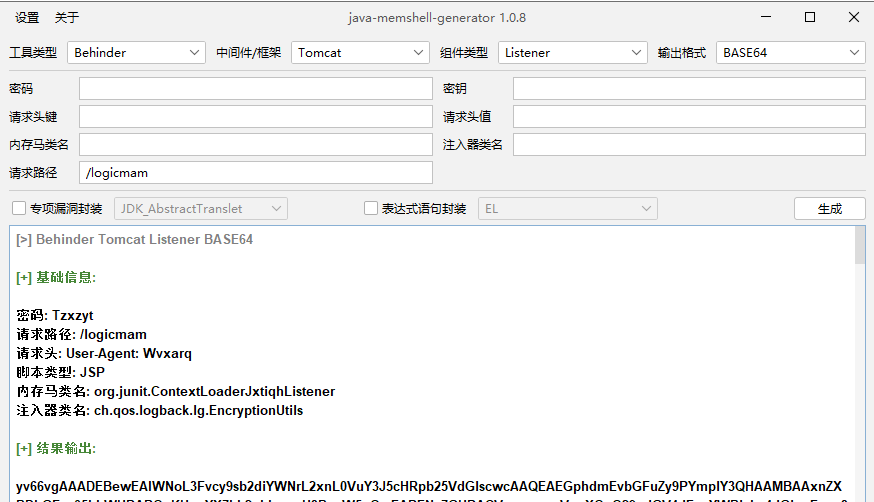 设置 关于 java-memshell-generator 1.0.8
工具类型 Behinder 中间件/框架 Tomcat 组件类型 Listener 输出格式 BASE64
密码 密钥
请求头键 请求头值
内存马类名 注入器类名
请求路径 /logicmam
专项漏洞封装 JDK_AbstractTranslet 表达式语句封装 EL 生成
[>] Behinder Tomcat Listener BASE64
[+] 基础信息:
密码: Tzxzyt
请求路径: /logicmam
请求头: User-Agent: Wvxarq
脚本类型: JSP
内存马类名: org.junit.ContextLoaderJxtiqhListener
注入器类名: ch.qos.logback.lg.EncryptionUtils
[+] 结果输出: